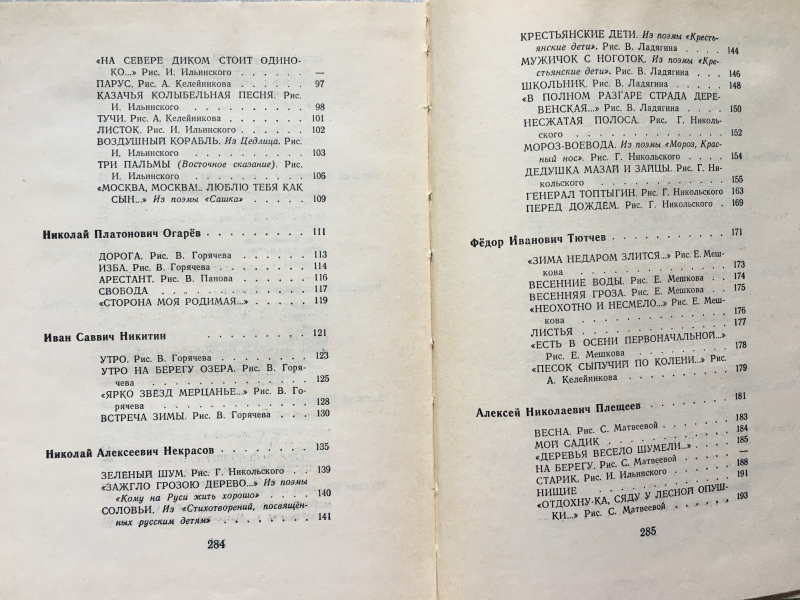 «НА СЕВЕРЕ ДИКОМ СТОИТ ОДИНО-
КО...» Рис. И. Ильинского . . . . . . —
ПАРУС. Рис. А. Келейникова . . . . . . 97
КАЗАЧЬЯ КОЛЫБЕЛЬНАЯ ПЕСНЯ. Рис.
И. Ильинского . . . . . . . . . 98
ТУЧИ. Рис. А. Келейникова . . . . . . 101
ЛИСТОК. Рис. И. Ильинского . . . . . . 102
ВОЗДУШНЫЙ КОРАБЛЬ. Из Цедлица. Рис.
И. Ильинского . . . . . . . . . 103
ТРИ ПАЛЬМЫ (Восточное сказание). Рис.
И. Ильинского . . . . . . . . . 106
«МОСКВА, МОСКВА!.. ЛЮБЛЮ ТЕБЯ КАК
СЫН...» Из поэмы «Сашка» . . . . . 109
Николай Платонович Огарёв . . . . . . . . 111
ДОРОГА. Рис. В. Горячева . . . . . . . 113
ИЗБА. Рис. В. Горячева . . . . . . . . 114
АРЕСТАНТ. Рис. В. Панова . . . . . . . 116
СВОБОДА . . . . . . . . . . . . 117
«СТОРОНА МОЯ РОДИМАЯ...» . . . . . 119
Иван Саввич Никитин . . . . . . . . 121
УТРО. Рис. В. Горячева . . . . . . . . 123
УТРО НА БЕРЕГУ ОЗЕРА. Рис. В. Горя-
чева . . . . . . . . . . . . 125
«ЯРКО ЗВЕЗД МЕРЦАНЬЕ...» Рис. В. Го-
рячева . . . . . . . . . . . 128
ВСТРЕЧА ЗИМЫ. Рис. В. Горячева . . . 130
Николай Алексеевич Некрасов . . . . . . . 135
ЗЕЛЁНЫЙ ШУМ. Рис. Г. Никольского . . . 139
«ЗАЖГЛО ГРОЗОЮ ДЕРЕВО...» Из поэмы
«Кому на Руси жить хорошо» . . . . . 140
СОЛОВЬИ. Из «Стихотворений, посвящён-
ных русским детям» . . . . . . . . 141
284
КРЕСТЬЯНСКИЕ ДЕТИ. Из поэмы «Кресть-
янские дети». Рис. В. Ладягина . . . . 144
МУЖИЧОК С НОГОТОК. Из поэмы «Кре-
стьянские дети». Рис. В. Ладягина . . . 146
ШКОЛЬНИК. Рис. В. Ладягина . . . . . 148
«В ПОЛНОМ РАЗГАРЕ СТРАДА ДЕРЕ-
ВЕНСКАЯ...» Рис. В. Ладягина . . . . 150
НЕСЖАТАЯ ПОЛОСА. Рис. Г. Николь-
ского . . . . . . . . . . . . 152
МОРОЗ-ВОЕВОДА. Из поэмы «Мороз, Крас-
ный нос». Рис. Г. Никольского . . . . 154
ДЕДУШКА МАЗАЙ И ЗАЙЦЫ. Рис. Г. Ни-
кольского . . . . . . . . . . . 155
ГЕНЕРАЛ ТОПТЫГИН. Рис. Г. Никольского 163
ПЕРЕД ДОЖДЕМ. Рис. Г. Никольского . . 169
Фёдор Иванович Тютчев . . . . . . . . . 171
«ЗИМА НЕДАРОМ ЗЛИТСЯ...» Рис. Е. Меш-
кова . . . . . . . . . . . . 173
ВЕСЕННИЕ ВОДЫ. Рис. Е. Мешкова . . . 174
ВЕСЕННЯЯ ГРОЗА. Рис. Е. Мешкова . . . 175
«НЕОХОТНО И НЕСМЕЛО...» Рис. Е. Меш-
кова . . . . . . . . . . . . 176
ЛИСТЬЯ . . . . . . . . . . . . 177
«ЕСТЬ В ОСЕНИ ПЕРВОНАЧАЛЬНОЙ...»
Рис. Е. Мешкова . . . . . . . . . 178
«ПЕСОК СЫПУЧИЙ ПО КОЛЕНИ...» Рис.
А. Келейникова . . . . . . . . . 179
Алексей Николаевич Плещеев . . . . . . . 181
ВЕСНА. Рис. С. Матвеевой . . . . . . . 183
МОЙ САДИК . . . . . . . . . . . 184
«ДЕРЕВЬЯ ВЕСЕЛО ШУМЕЛИ...» . . . . . 185
НА БЕРЕГУ. Рис. С. Матвеевой . . . . . —
СТАРИК. Рис. И. Ильинского . . . . . . 188
НИЩИЕ . . . . . . . . . . . . 191
«ОТДОХНУ-КА, СЯДУ У ЛЕСНОЙ ОПУШ-
КИ...» Рис. С. Матвеевой . . . . . . 193
285